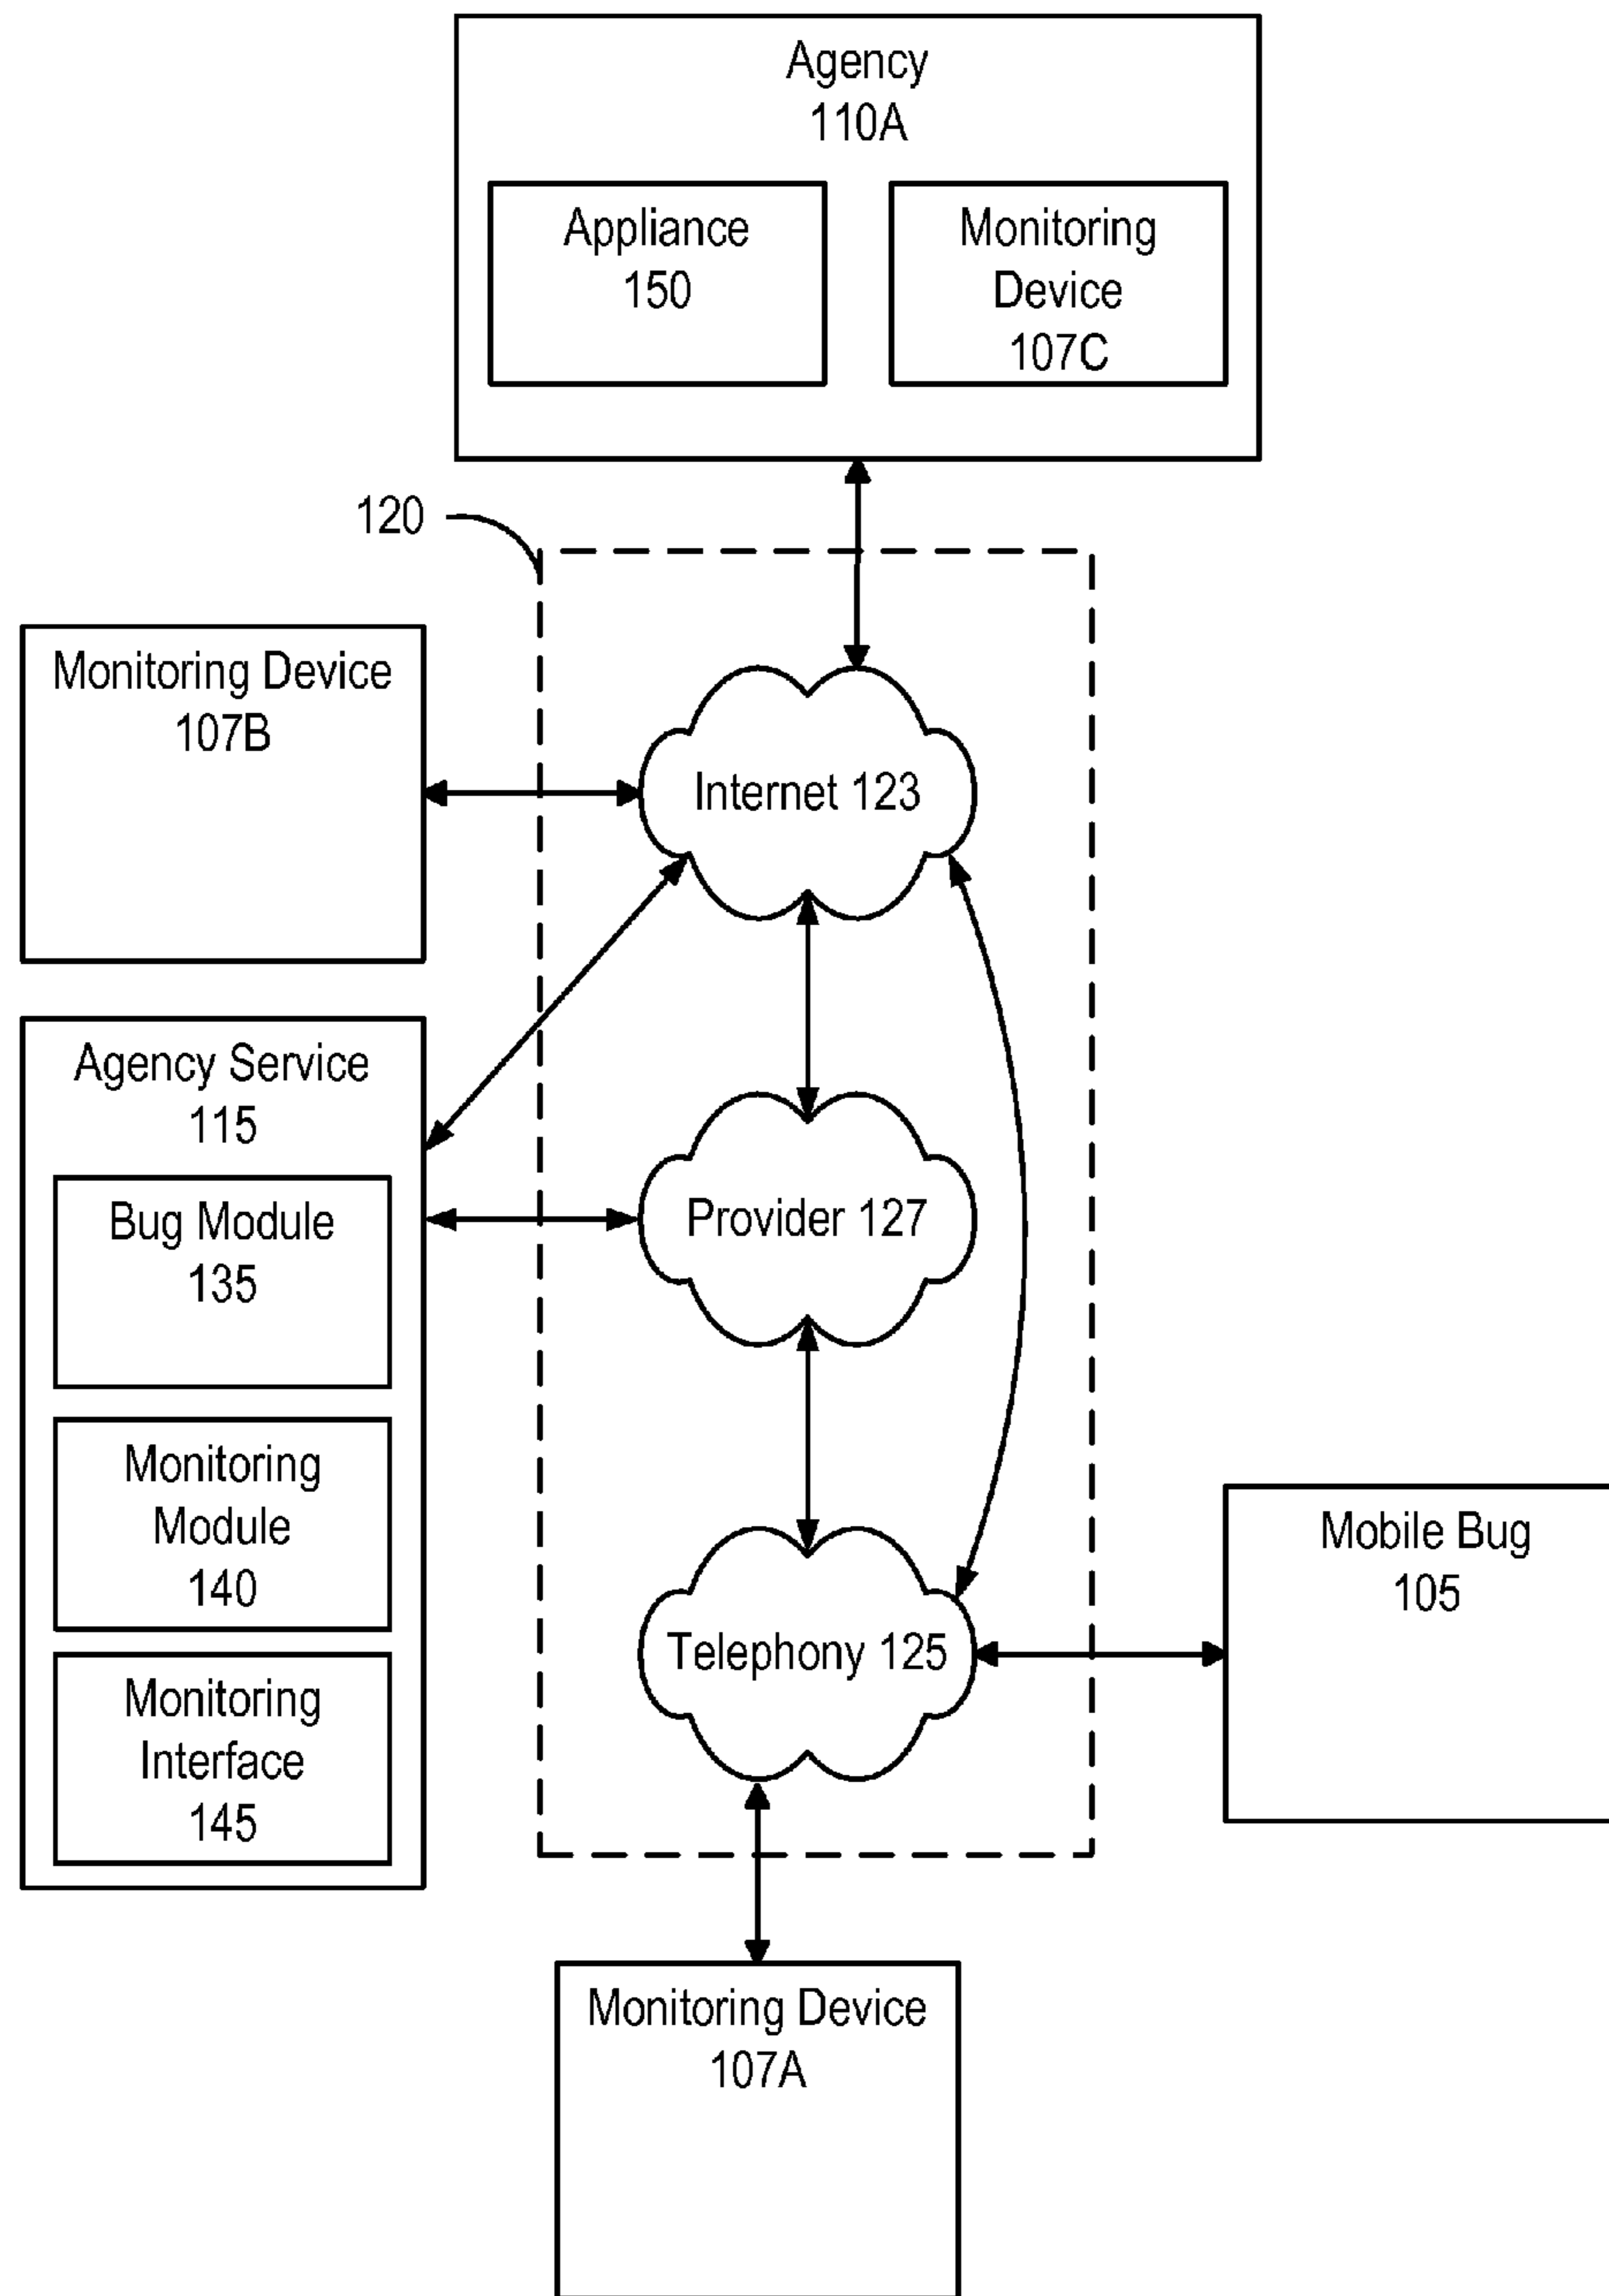 Agency
110A
Appliance
150
Monitoring
Device
107C
120
Monitoring Device
107B
Internet 123
Agency Service
115
Bug Module
135
Provider 127
Monitoring
Module
140
Mobile Bug
105
Telephony 125
Monitoring
Interface
145
Monitoring Device
107A